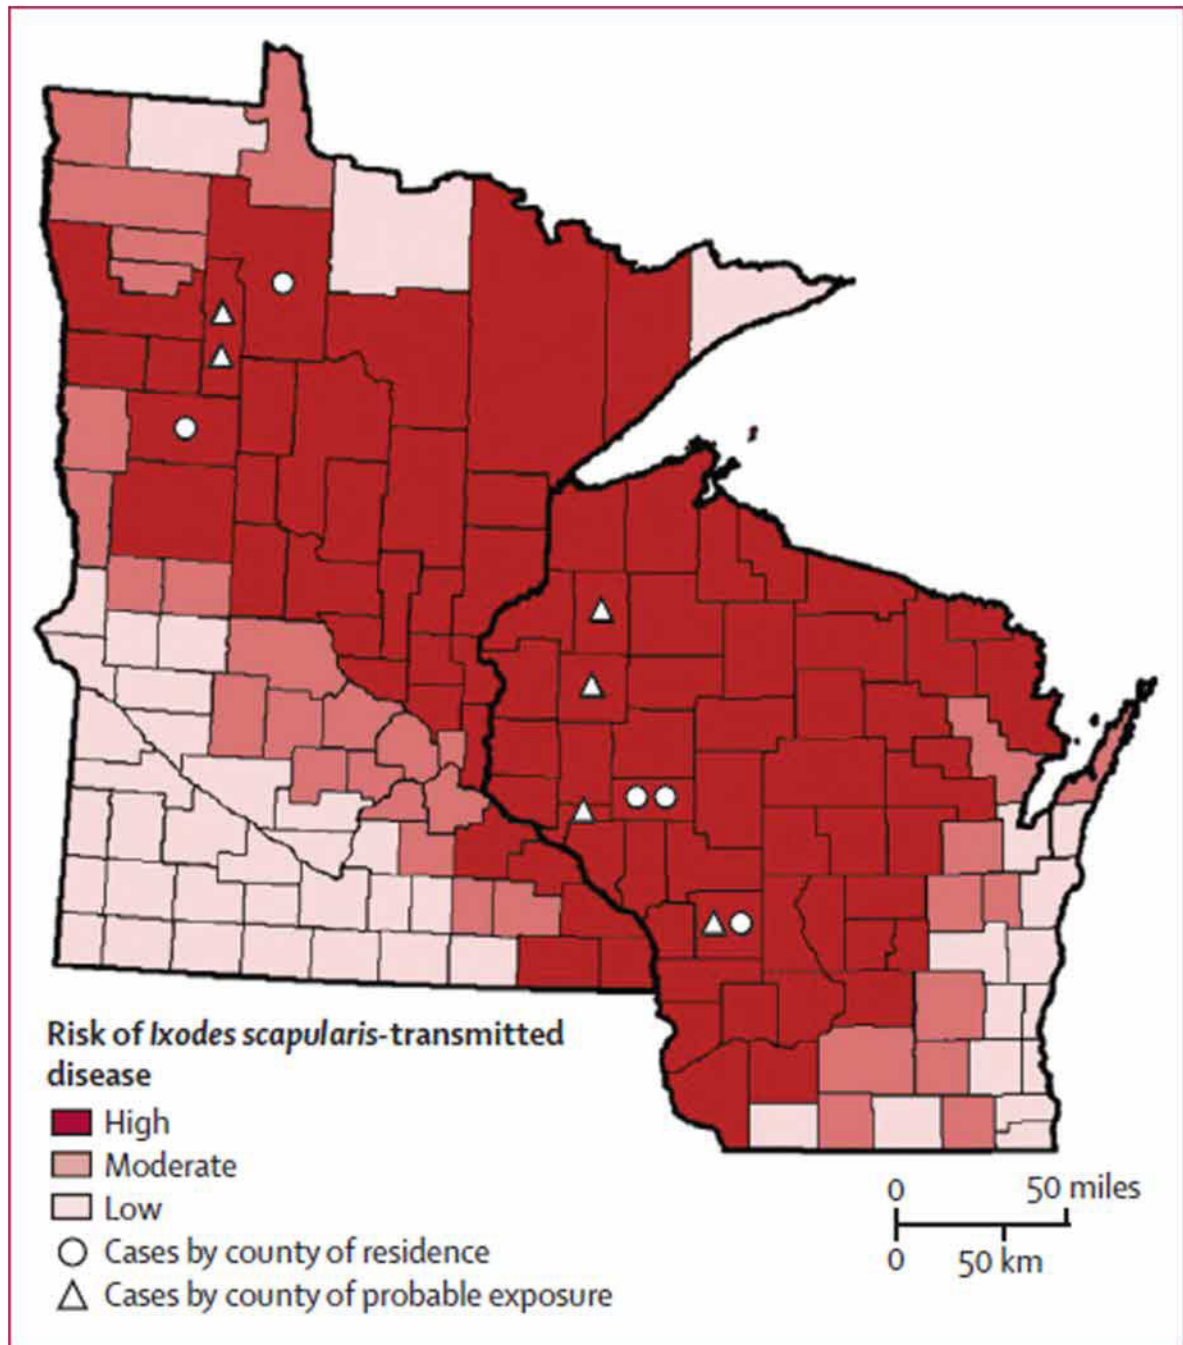 Risk of Ixodes scapularis-transmitted
disease
High
Moderate
Low
Cases by county of residence
Cases by county of probable exposure
0 50 miles
0 50 km